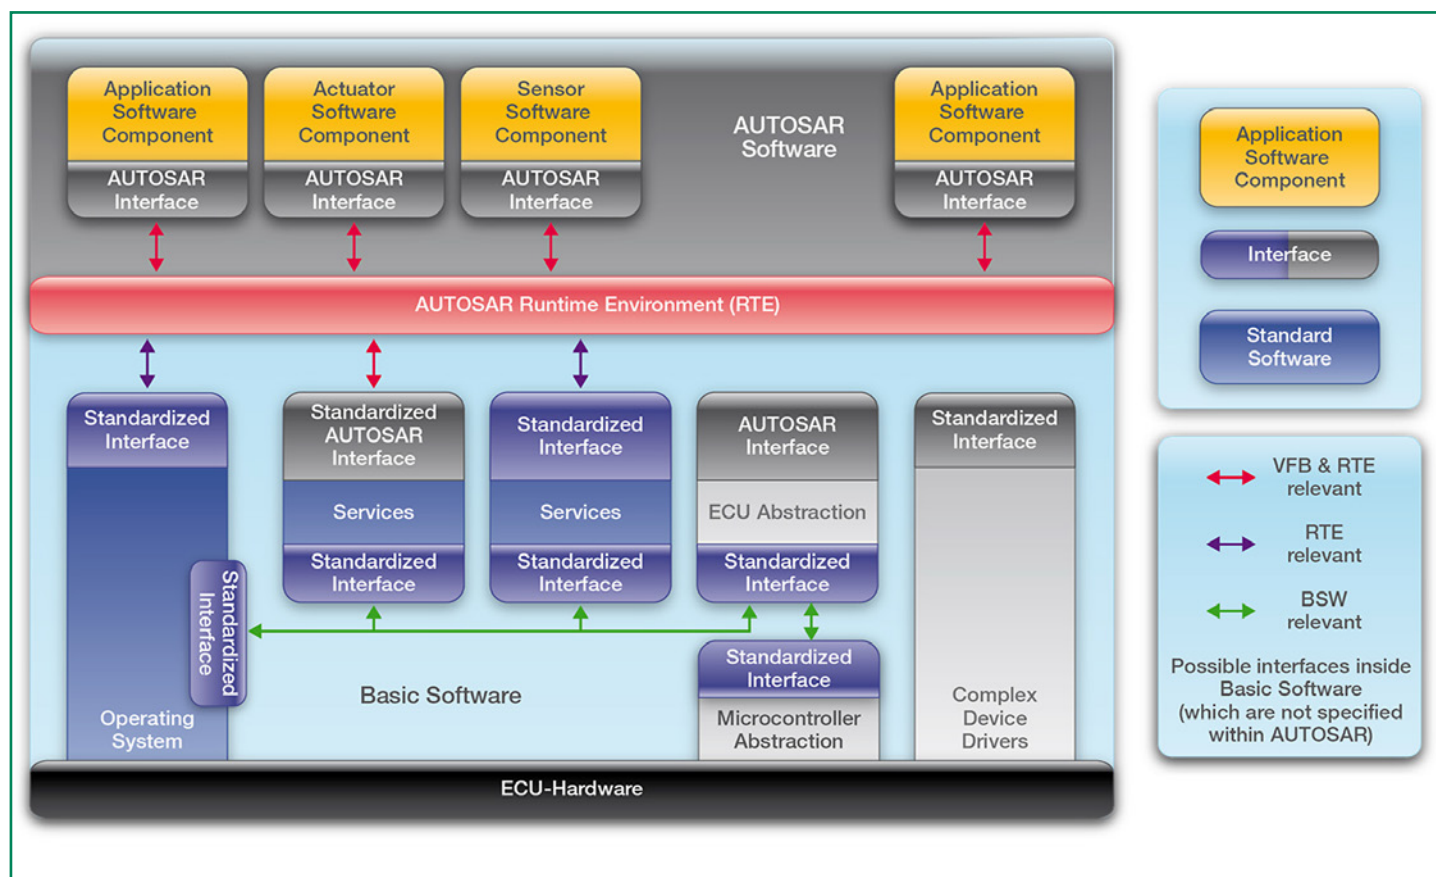 Application
Software
Component
AUTOSAR
Interface
Actuator
Software
Component
AUTOSAR
Interface
Sensor
Software
Component
AUTOSAR
Interface
AUTOSAR
Software
Application
Software
Component
AUTOSAR
Interface
AUTOSAR Runtime Environment (RTE)
Standardized
Interface
Operating
System
Standardized
Interface
Standardized
AUTOSAR
Interface
Services
Standardized
Interface
Standardized
Interface
Services
Standardized
Interface
AUTOSAR
Interface
ECU Abstraction
Standardized
Interface
Standardized
Interface
Microcontroller
Abstraction
Standardized
Interface
Complex
Device
Drivers
Basic Software
ECU-Hardware
Application
Software
Component
Interface
Standard
Software
VFB & RTE
relevant
RTE
relevant
BSW
relevant
Possible interfaces inside
Basic Software
(which are not specified
within AUTOSAR)